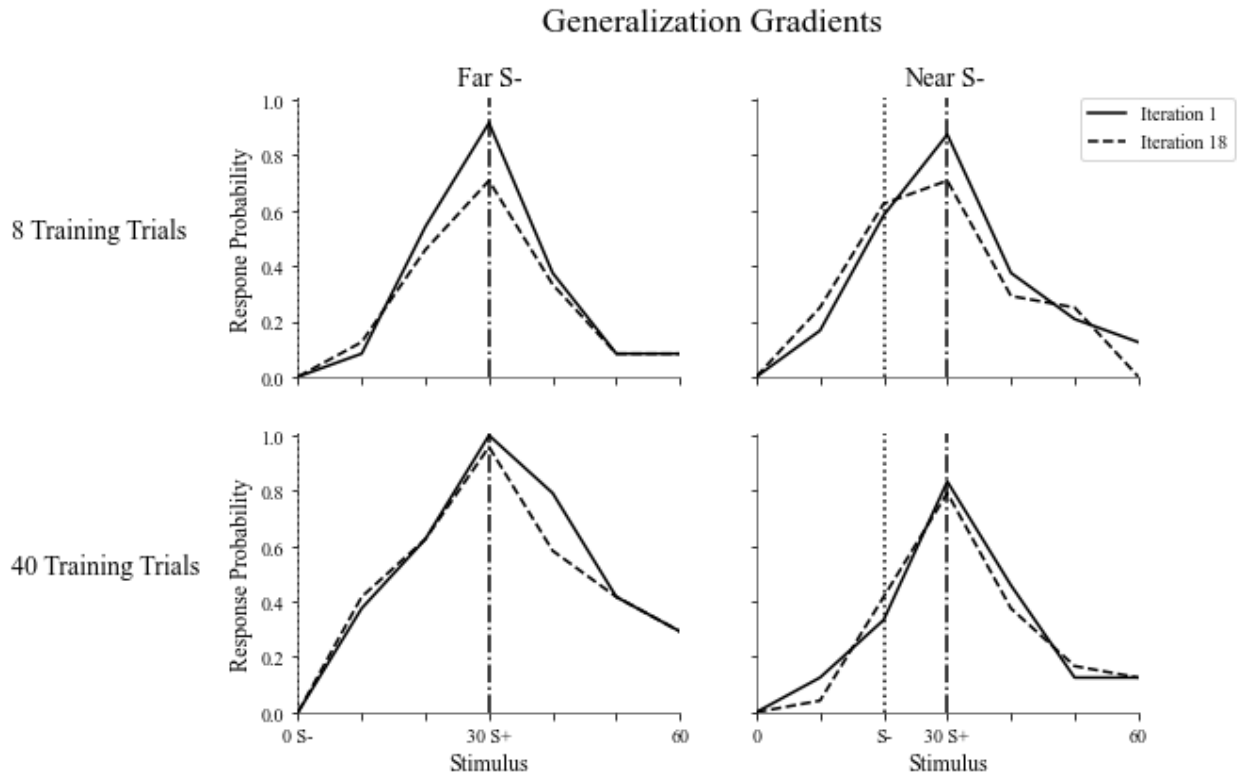 Generalization Gradients
Far S-
Near S-
Iteration 1
Iteration 18
8 Training Trials
Respone Probability
1.0
0.8
0.6
0.4
0.2
0.0
40 Training Trials
Response Probability
1.0
0.8
0.6
0.4
0.2
0.0
0 S-
30 S+
60
Stimulus
0
S-
30 S+
60
Stimulus